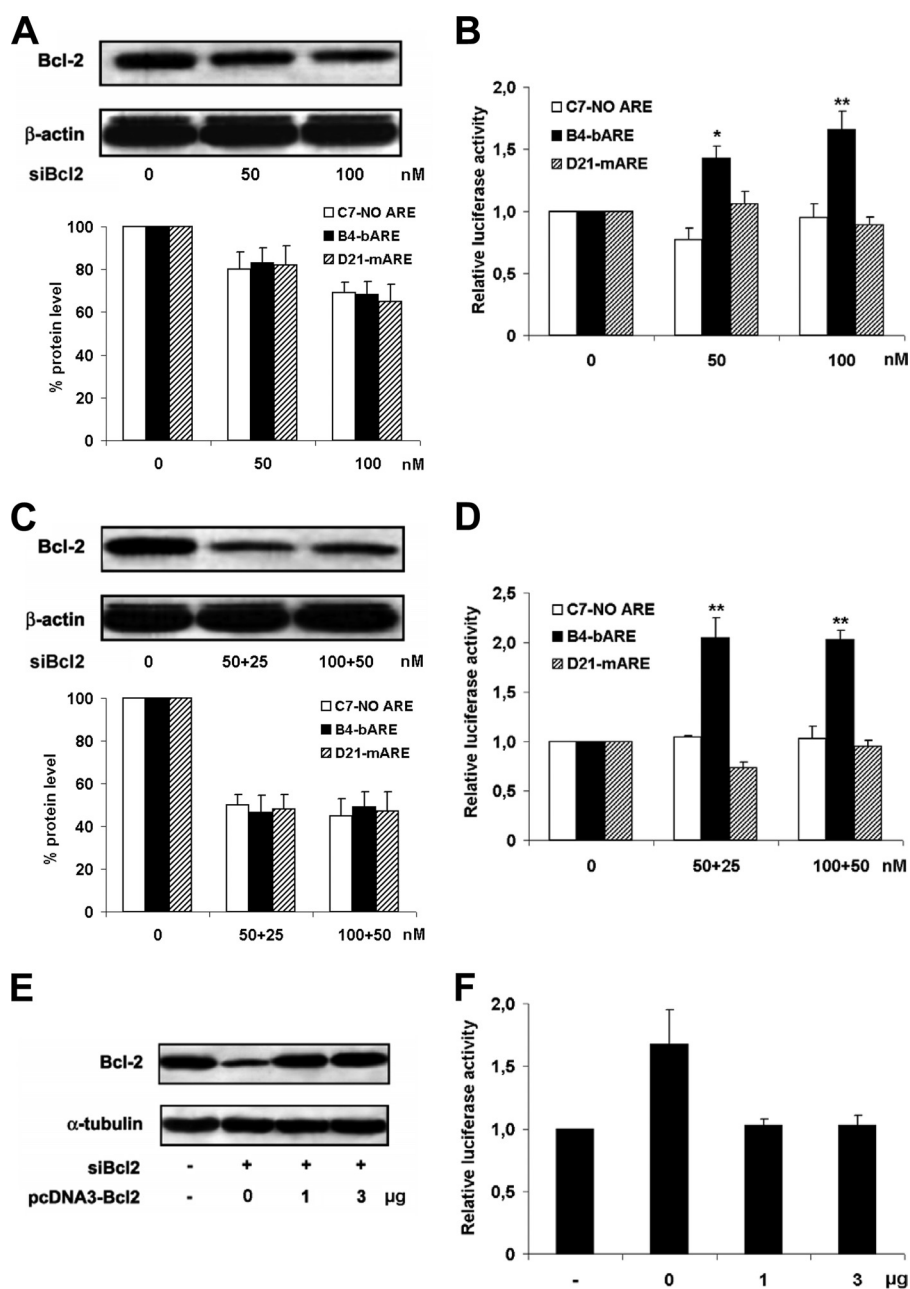 A
Bcl-2
β-actin
siBcl2 0 50 100 nM
C7-NO ARE
B4-bARE
D21-mARE
% protein level
100
80
60
40
20
0
0 50 100 nM
B
C7-NO ARE
B4-bARE
D21-mARE
Relative luciferase activity
2,0
1,5
1,0
0,5
0
* **
0 50 100 nM
C
Bcl-2
β-actin
siBcl2 0 50+25 100+50 nM
C7-NO ARE
B4-bARE
D21-mARE
% protein level
100
80
60
40
20
0
0 50+25 100+50 nM
D
C7-NO ARE
B4-bARE
D21-mARE
Relative luciferase activity
2,5
2,0
1,5
1,0
0,5
0
** **
0 50+25 100+50 nM
E
Bcl-2
α-tubulin
siBcl2 - + + +
pcDNA3-Bcl2 - 0 1 3 µg
F
Relative luciferase activity
2,0
1,5
1,0
0,5
0
- 0 1 3 µg